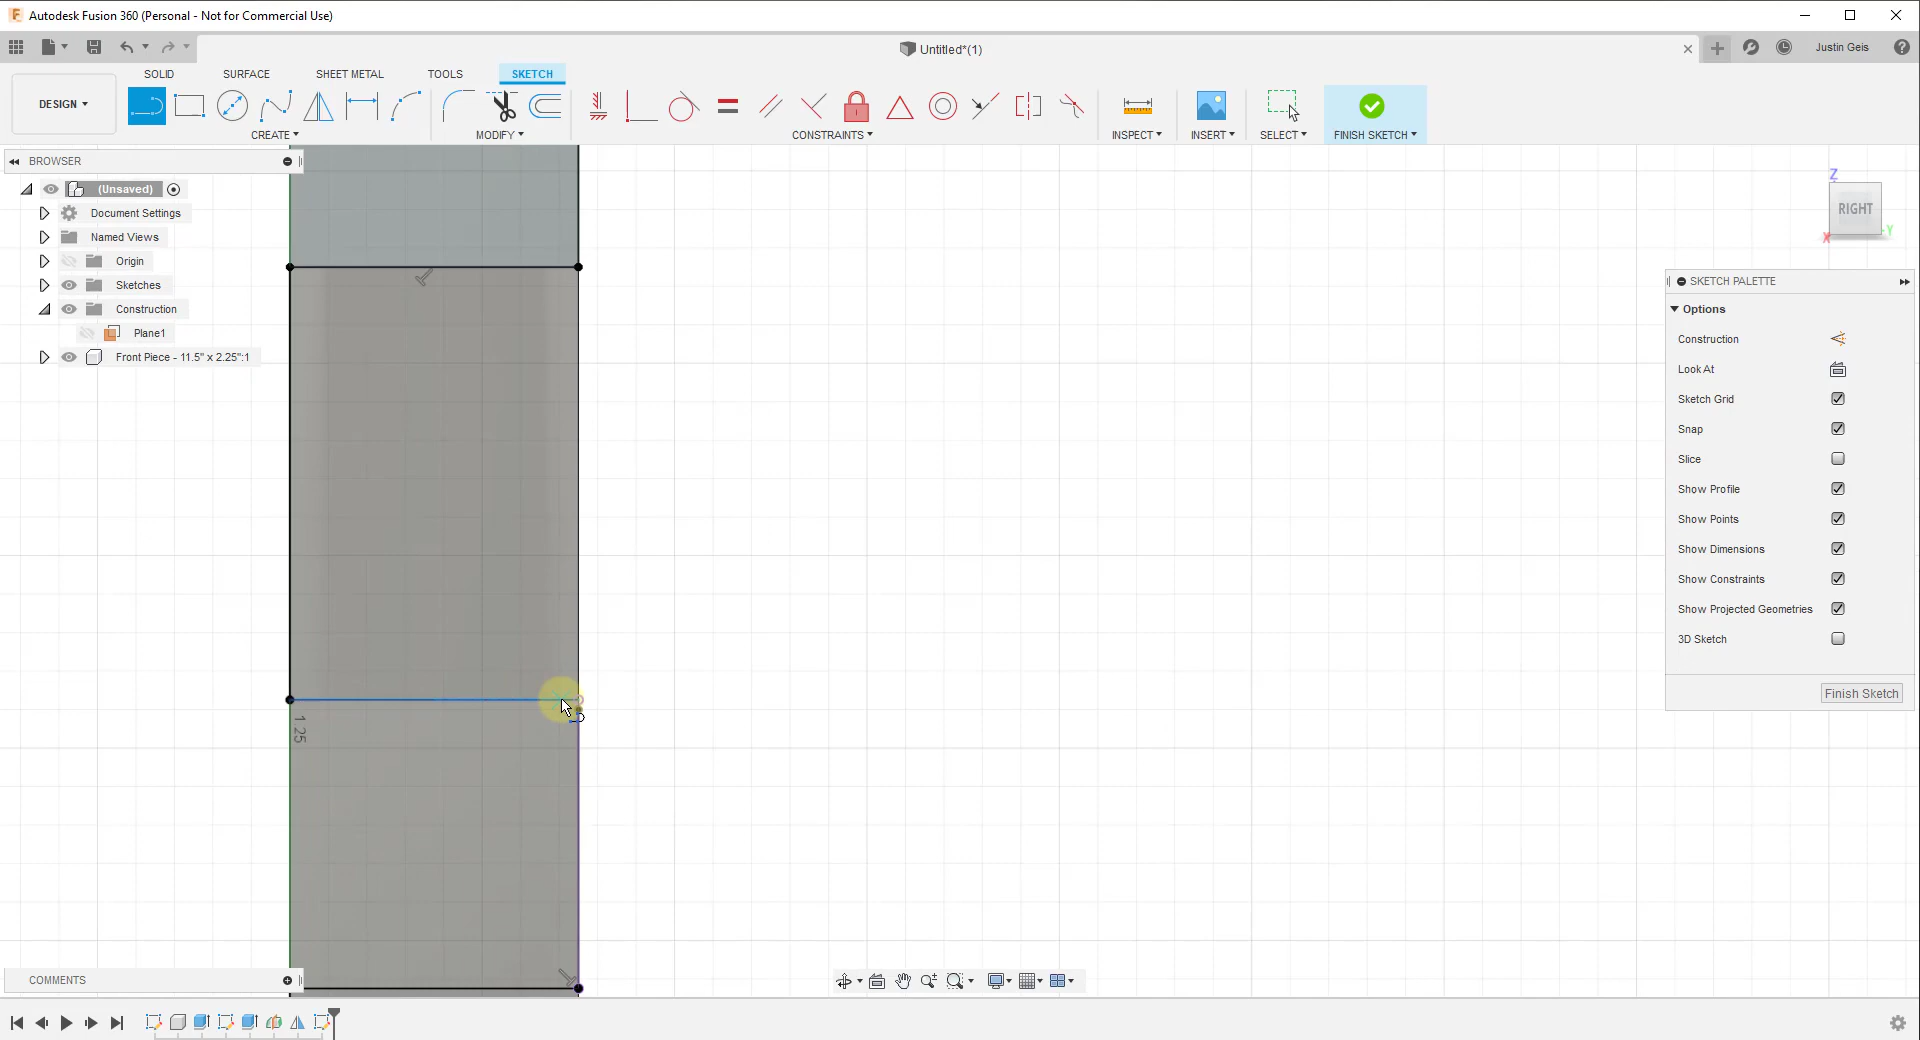 Autodesk Fusion 360 (Personal - Not for Commercial Use)
Untitled*(1)
Justin Geis
SOLID SURFACE SHEET METAL TOOLS SKETCH
DESIGN
CREATE MODIFY CONSTRAINTS INSPECT INSERT SELECT FINISH SKETCH
BROWSER
(Unsaved)
Document Settings
Named Views
Origin
Sketches
Construction
Plane1
Front Piece - 11.5" x 2.25":1
Z
RIGHT
X
Y
SKETCH PALETTE
Options
Construction
Look At
Sketch Grid
Snap
Slice
Show Profile
Show Points
Show Dimensions
Show Constraints
Show Projected Geometries
3D Sketch
Finish Sketch
1.25
COMMENTS